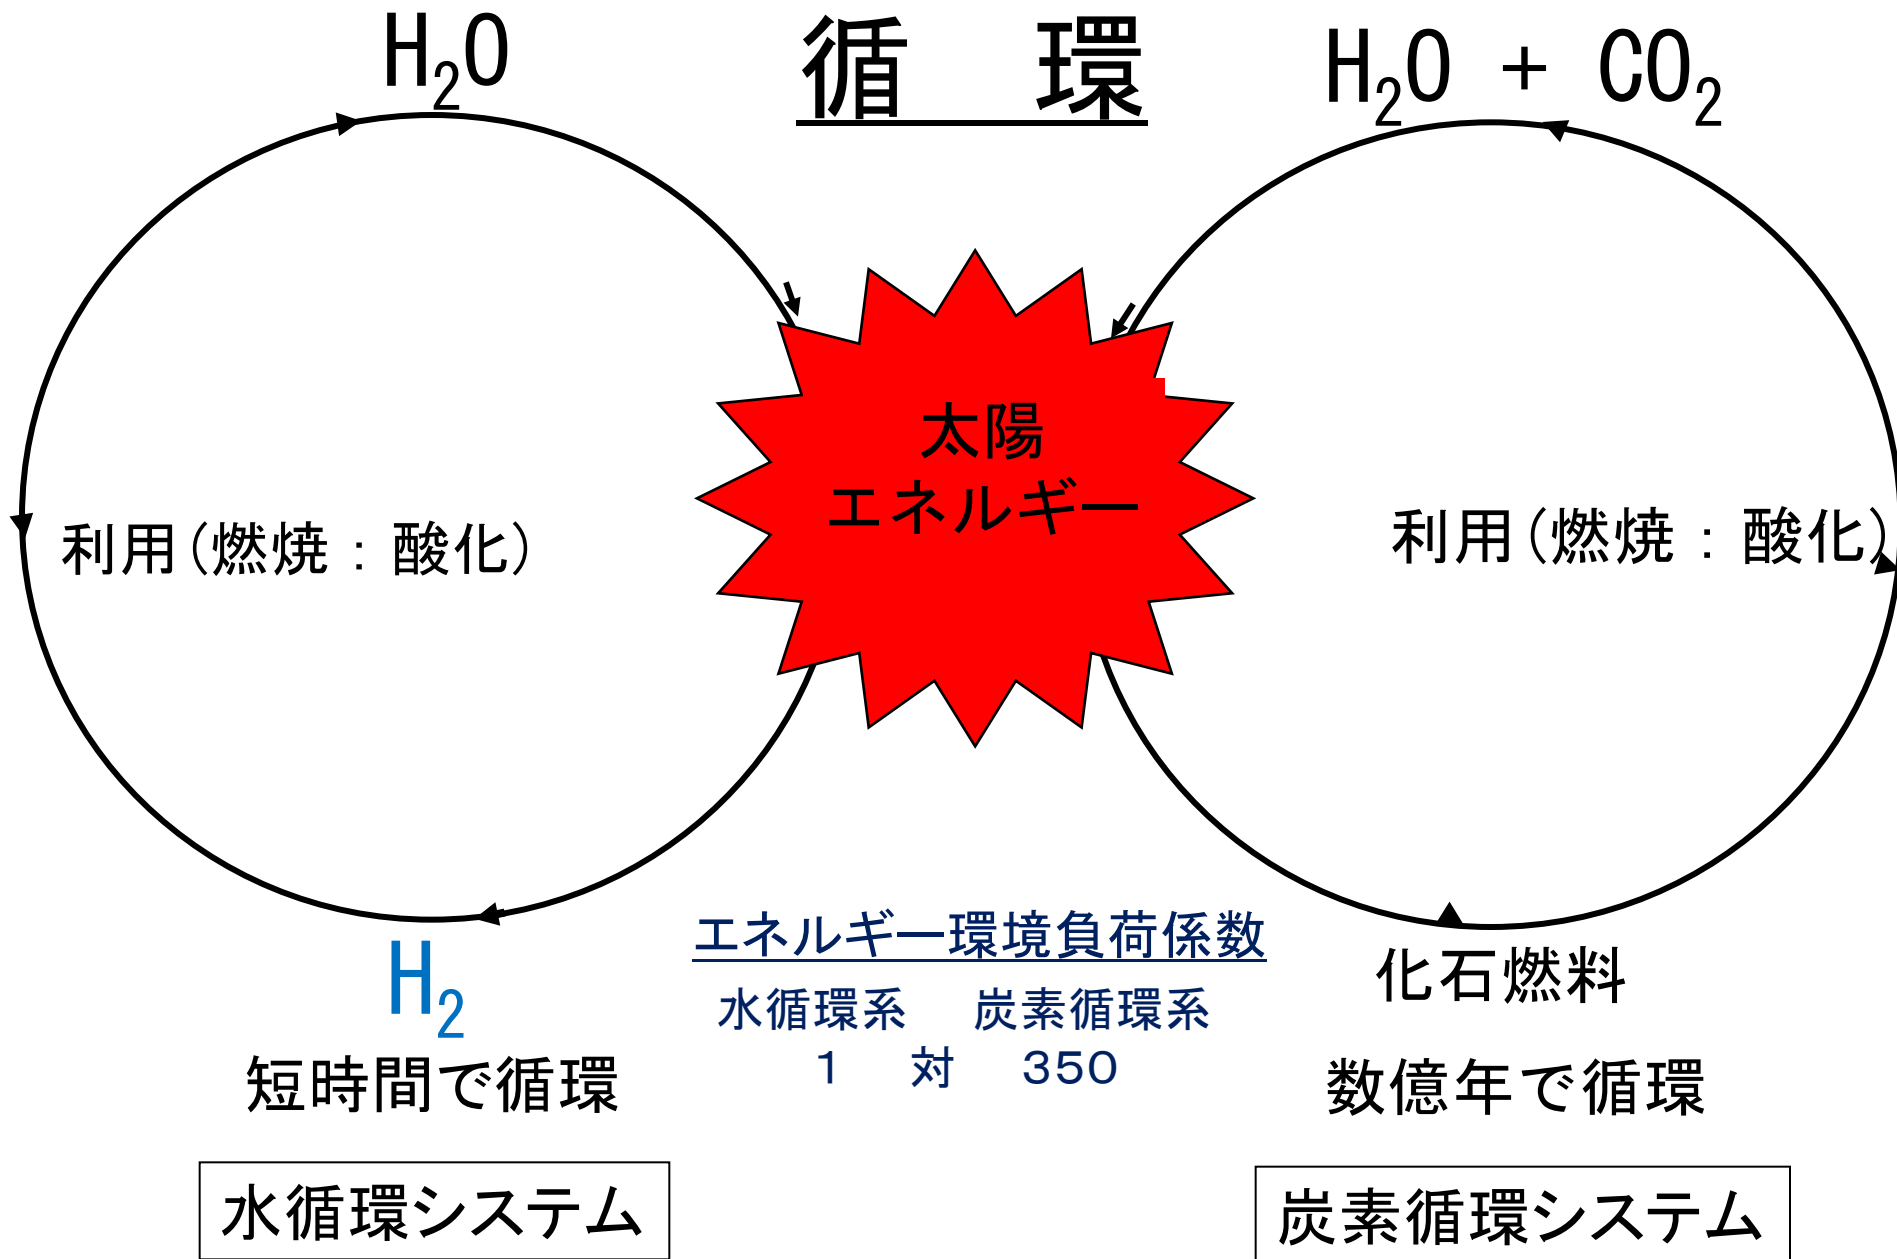 循　環
H₂O
H₂O + CO₂
太陽
エネルギー
利用(燃焼：酸化)
利用(燃焼：酸化)
H₂
短時間で循環
水循環システム
エネルギー環境負荷係数
水循環系　炭素循環系
1　対　350
化石燃料
数億年で循環
炭素循環システム